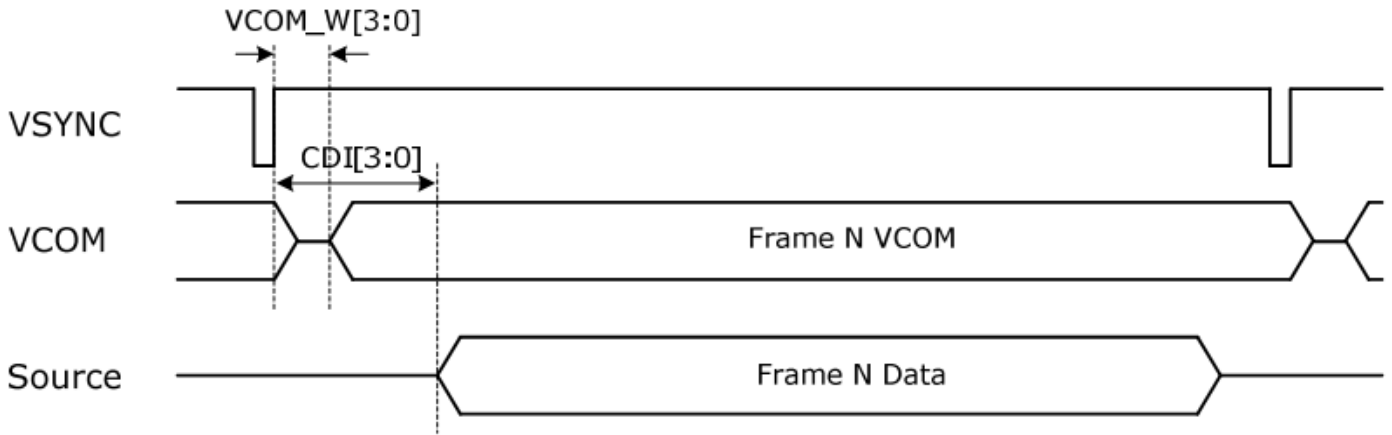 VCOM_W[3:0]
VSYNC
CDI[3:0]
VCOM
Frame N VCOM
Source
Frame N Data